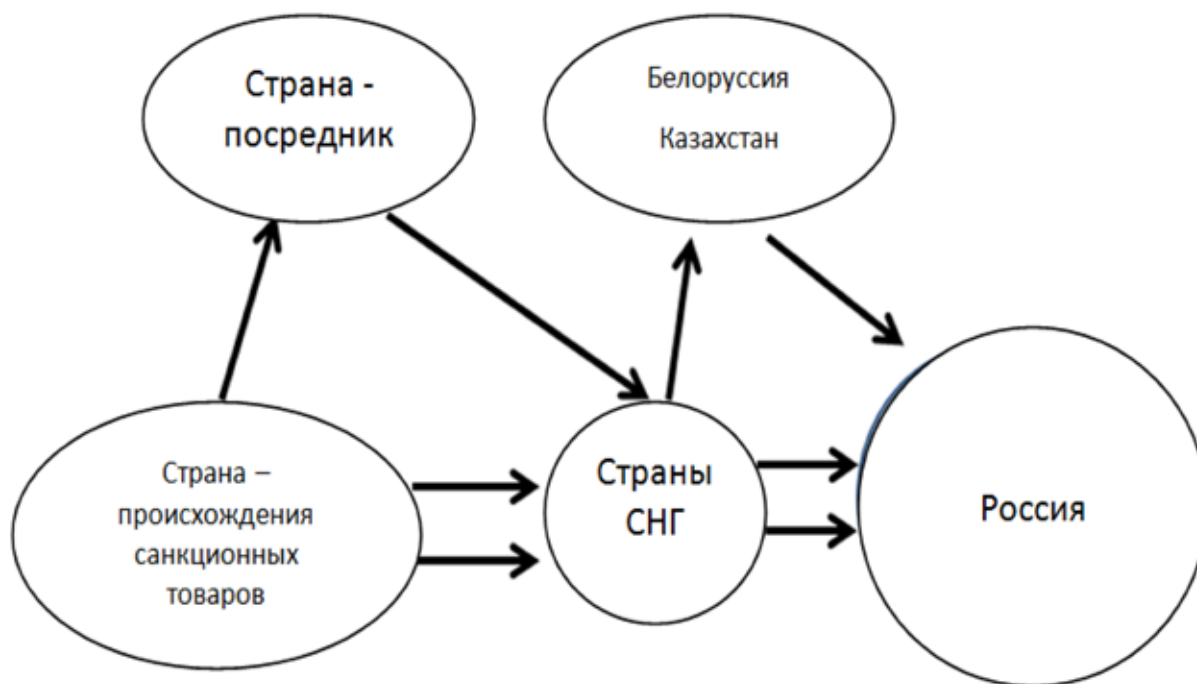 Страна -
посредник
Белоруссия
Казахстан
Страна –
происхождения
санкционных
товаров
Страны
СНГ
Россия